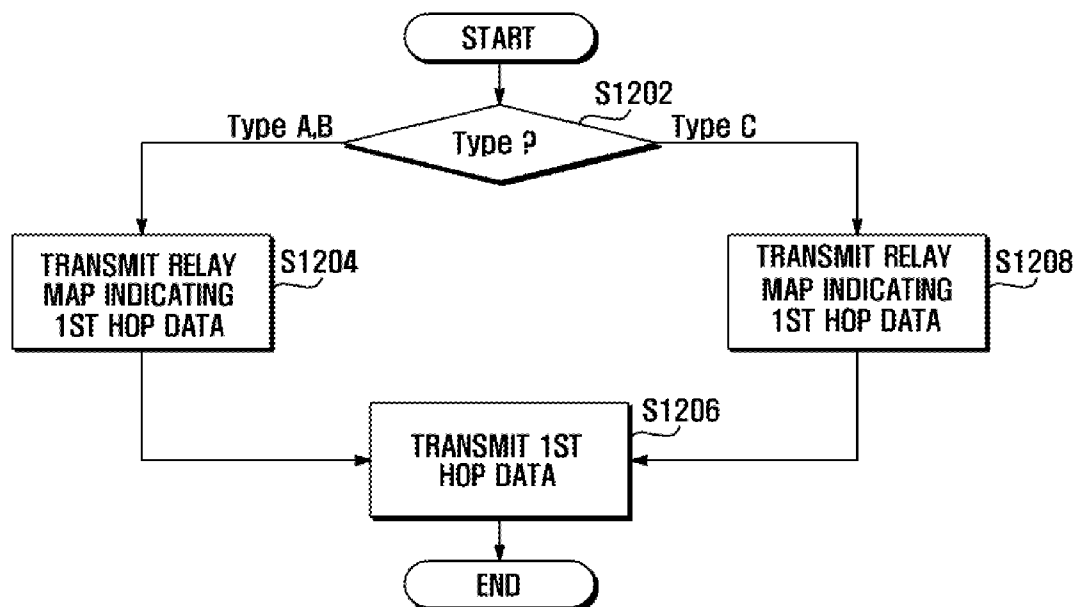 START
S1202
Type A,B
Type ?
Type C
TRANSMIT RELAY
MAP INDICATING
1ST HOP DATA
S1204
TRANSMIT RELAY
MAP INDICATING
1ST HOP DATA
S1208
S1206
TRANSMIT 1ST
HOP DATA
END